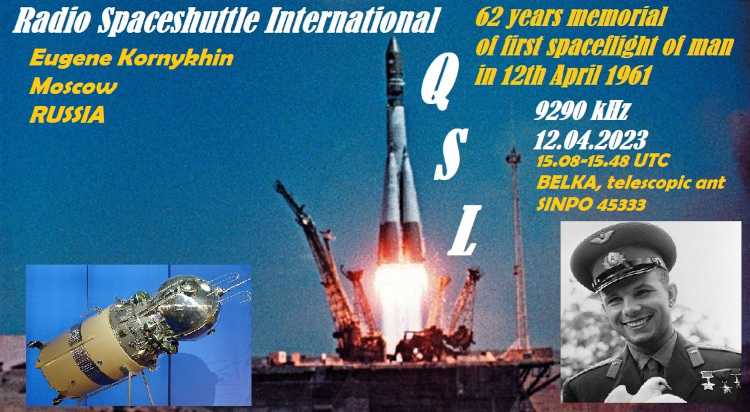 Radio Spaceshuttle International
Eugene Kornykhin
Moscow
RUSSIA
Q
S
L
62 years memorial
of first spaceflight of man
in 12th April 1961
9290 kHz
12.04.2023
15.08-15.48 UTC
BELKA, telescopic ant
SINPO 45333